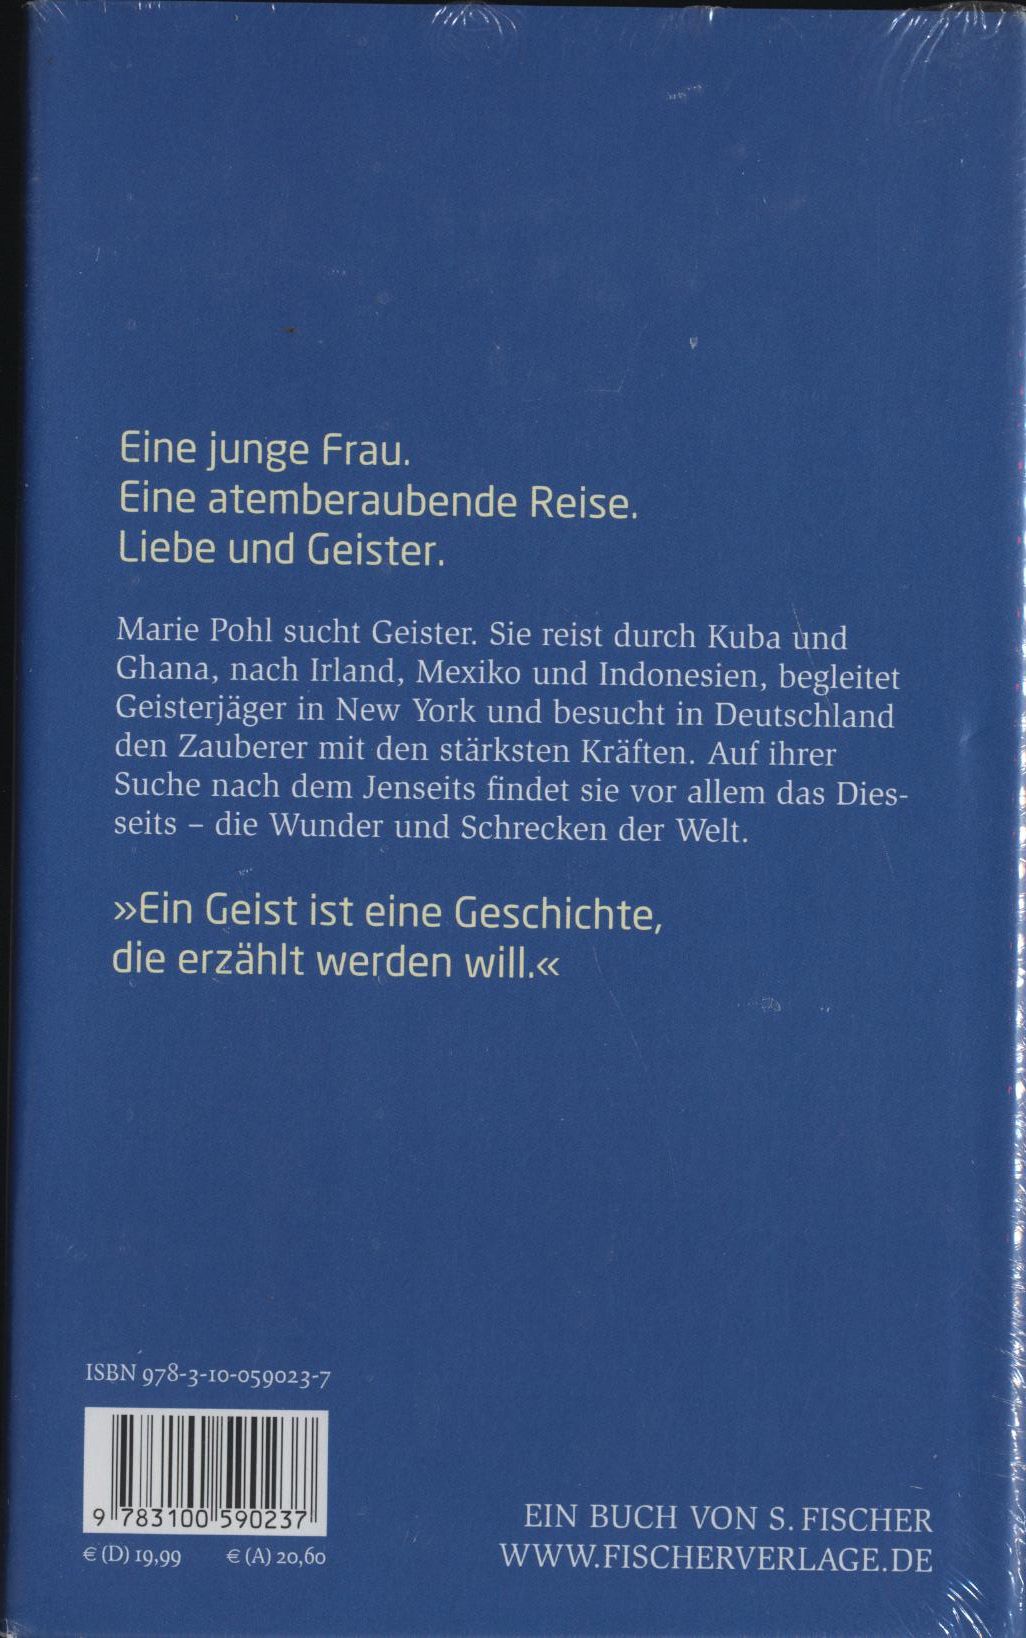 Eine junge Frau.
Eine atemberaubende Reise.
Liebe und Geister.
Marie Pohl sucht Geister. Sie reist durch Kuba und
Ghana, nach Irland, Mexiko und Indonesien, begleitet
Geisterjäger in New York und besucht in Deutschland
den Zauberer mit den stärksten Kräften. Auf ihrer
Suche nach dem Jenseits findet sie vor allem das Dies-
seits – die Wunder und Schrecken der Welt.
»Ein Geist ist eine Geschichte,
die erzählt werden will.«
ISBN 978-3-10-059023-7
9 783100 590237
€ (D) 19,99 € (A) 20,60
EIN BUCH VON S. FISCHER
WWW.FISCHERVERLAGE.DE